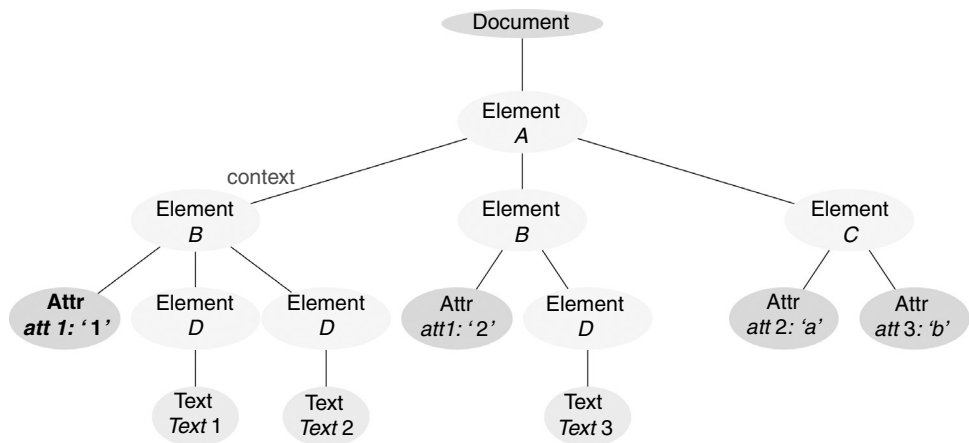 Document
Element
A
context
Element
B
Element
B
Element
C
Attr
att 1: ‘1’
Element
D
Element
D
Attr
att1: ‘2’
Element
D
Attr
att 2: ‘a’
Attr
att 3: ‘b’
Text
Text 1
Text
Text 2
Text
Text 3